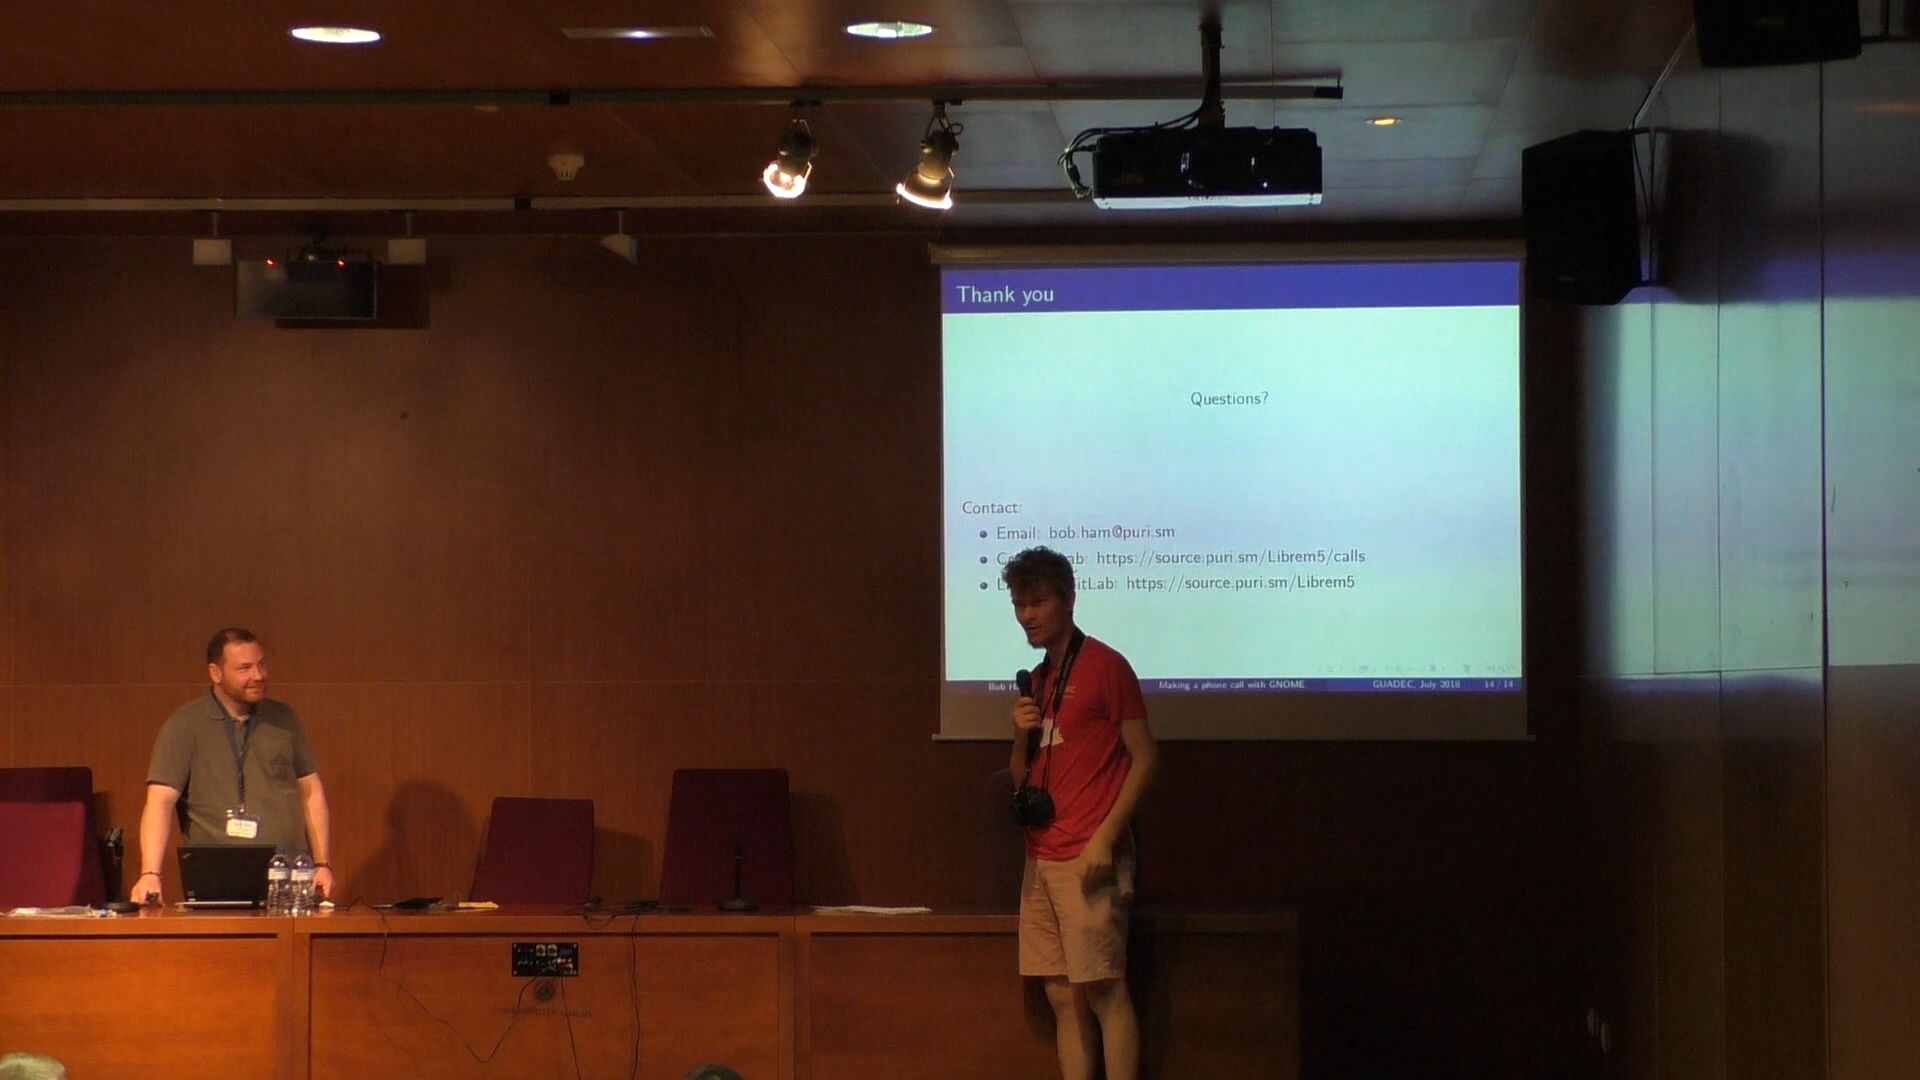 Thank you
Questions?
Contact:
Email: bob.ham@puri.sm
https://source.puri.sm/Librem5/calls
https://source.puri.sm/Librem5
Bob Making a phone call with GNOME GUADEC, July 2018 14 / 14